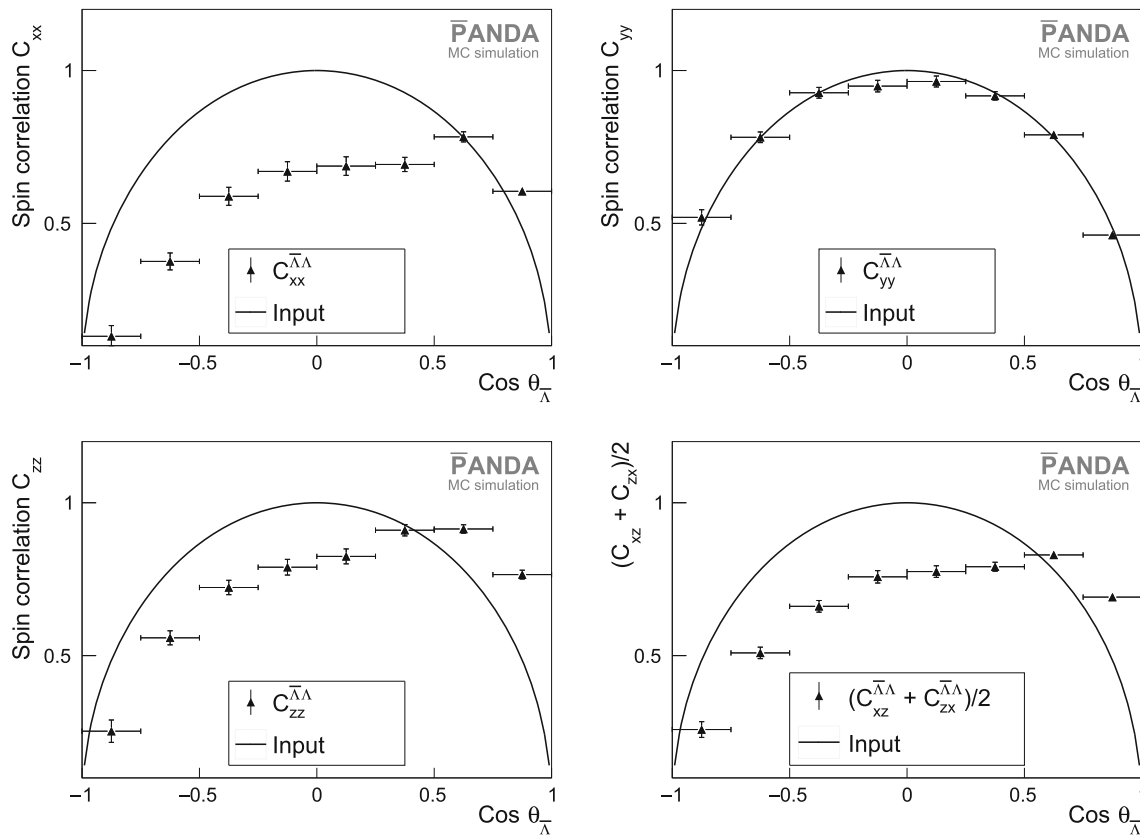 Spin correlation C_xx
P̅ANDA
MC simulation
1
0.5
C_xx^Λ̅Λ
Input
−1
−0.5
0
0.5
1
Cos θ_Λ̅
Spin correlation C_yy
P̅ANDA
MC simulation
1
0.5
C_yy^Λ̅Λ
Input
−1
−0.5
0
0.5
1
Cos θ_Λ̅
Spin correlation C_zz
P̅ANDA
MC simulation
1
0.5
C_zz^Λ̅Λ
Input
−1
−0.5
0
0.5
1
Cos θ_Λ̅
(C_xz + C_zx)/2
P̅ANDA
MC simulation
1
0.5
(C_xz^Λ̅Λ + C_zx^Λ̅Λ)/2
Input
−1
−0.5
0
0.5
1
Cos θ_Λ̅